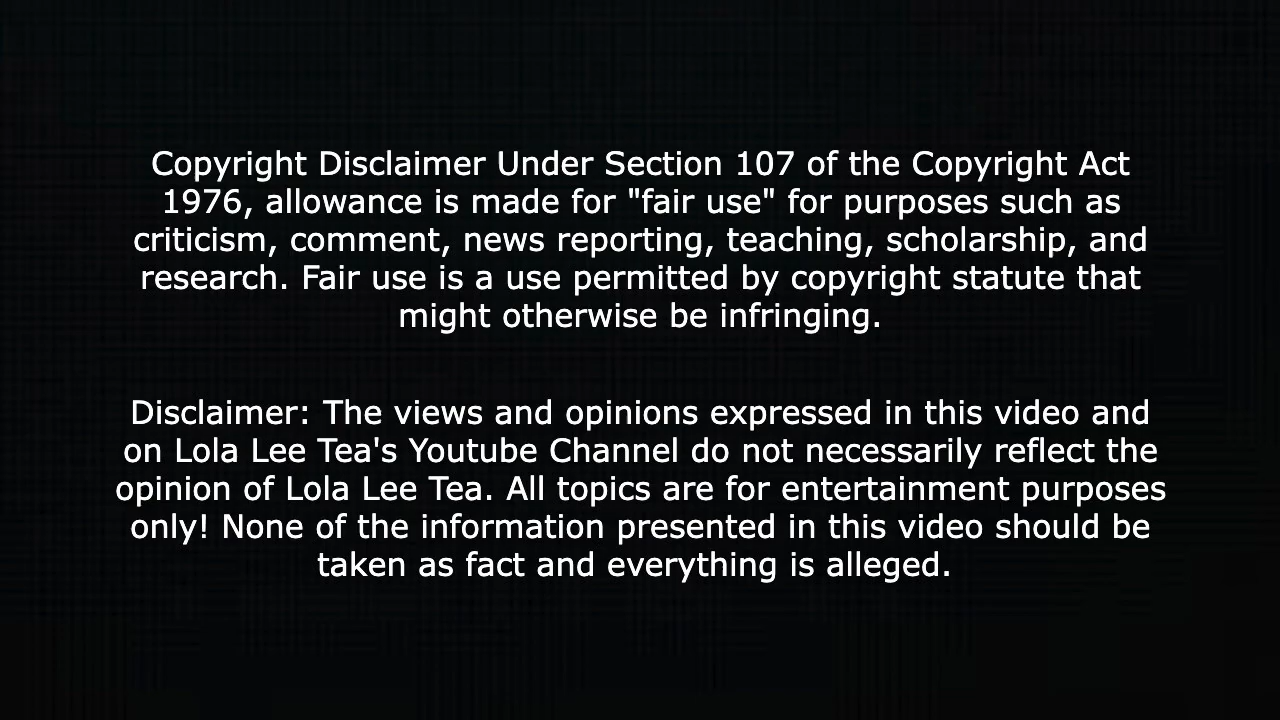 Copyright Disclaimer Under Section 107 of the Copyright Act
1976, allowance is made for "fair use" for purposes such as
criticism, comment, news reporting, teaching, scholarship, and
research. Fair use is a use permitted by copyright statute that
might otherwise be infringing.
Disclaimer: The views and opinions expressed in this video and
on Lola Lee Tea's Youtube Channel do not necessarily reflect the
opinion of Lola Lee Tea. All topics are for entertainment purposes
only! None of the information presented in this video should be
taken as fact and everything is alleged.